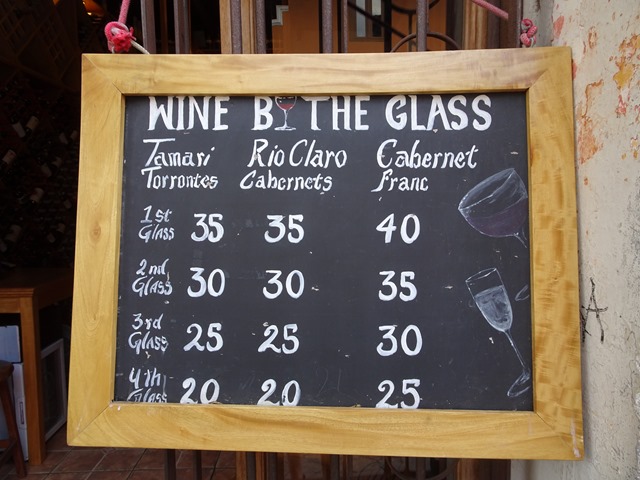 WINE BY THE GLASS
Tamari Rio Claro Cabernet
Torrontes Cabernets Franc
1st Glass 35 35 40
2nd Glass 30 30 35
3rd Glass 25 25 30
4th Glass 20 20 25